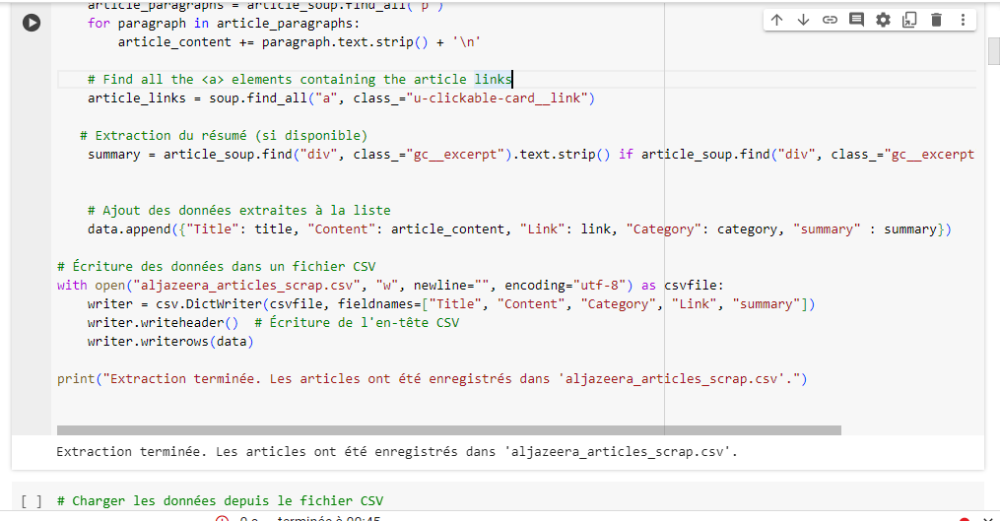 article_paragraphs = article_soup.find_all('p')
for paragraph in article_paragraphs:
article_content += paragraph.text.strip() + '\n'
# Find all the <a> elements containing the article links
article_links = soup.find_all("a", class_="u-clickable-card__link")
# Extraction du résumé (si disponible)
summary = article_soup.find("div", class_="gc__excerpt").text.strip() if article_soup.find("div", class_="gc__excerpt
# Ajout des données extraites à la liste
data.append({"Title": title, "Content": article_content, "Link": link, "Category": category, "summary" : summary})
# Écriture des données dans un fichier CSV
with open("aljazeera_articles_scrap.csv", "w", newline="", encoding="utf-8") as csvfile:
writer = csv.DictWriter(csvfile, fieldnames=["Title", "Content", "Category", "Link", "summary"])
writer.writeheader()  # Écriture de l'en-tête CSV
writer.writerows(data)
print("Extraction terminée. Les articles ont été enregistrés dans 'aljazeera_articles_scrap.csv'.")
Extraction terminée. Les articles ont été enregistrés dans 'aljazeera_articles_scrap.csv'.
[ ] # Charger les données depuis le fichier CSV
terminée à